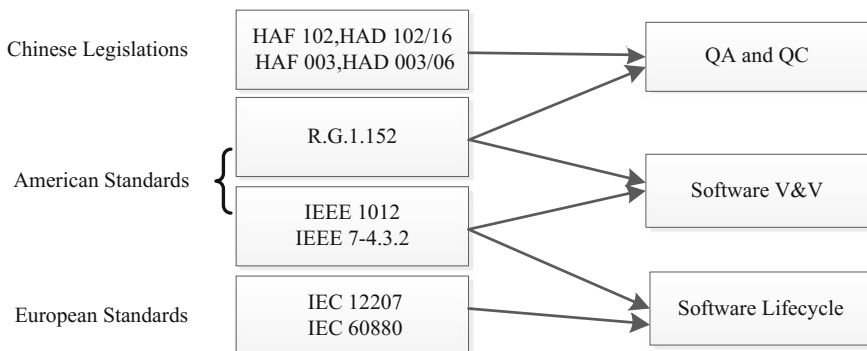 Chinese Legislations
HAF 102,HAD 102/16
HAF 003,HAD 003/06
QA and QC
American Standards
R.G.1.152
IEEE 1012
IEEE 7-4.3.2
Software V&V
European Standards
IEC 12207
IEC 60880
Software Lifecycle